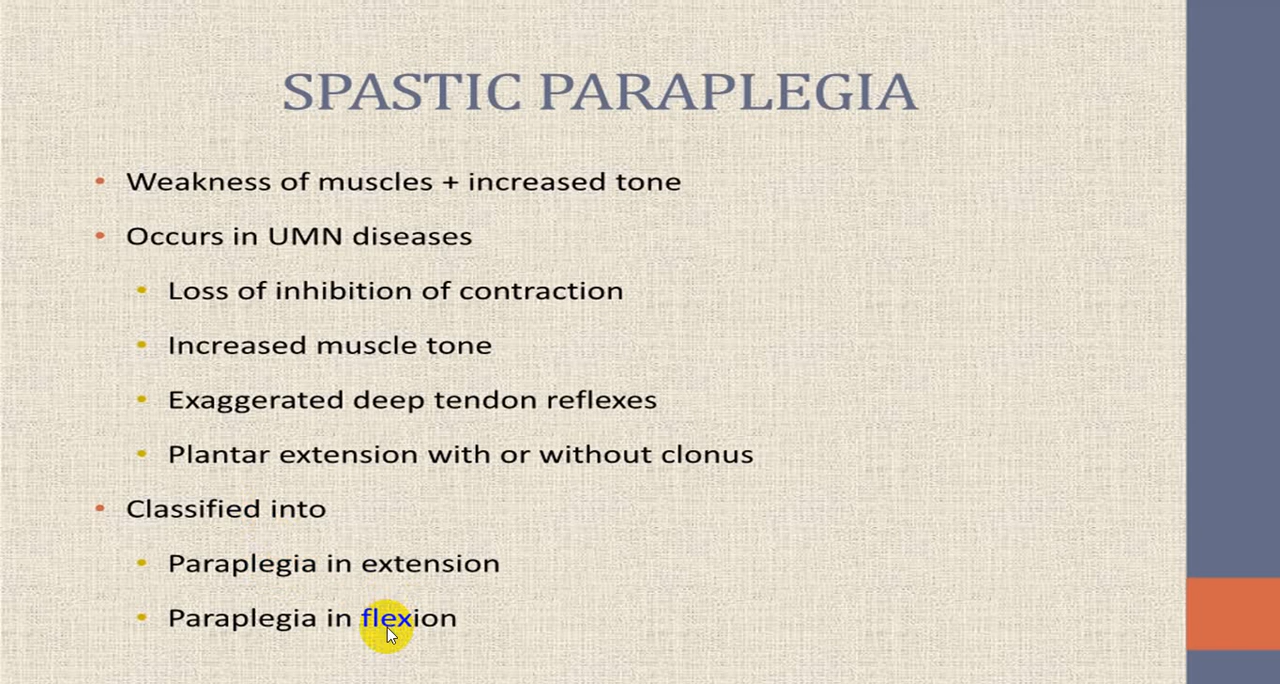 SPASTIC PARAPLEGIA
• Weakness of muscles + increased tone
• Occurs in UMN diseases
• Loss of inhibition of contraction
• Increased muscle tone
• Exaggerated deep tendon reflexes
• Plantar extension with or without clonus
• Classified into
• Paraplegia in extension
• Paraplegia in flexion